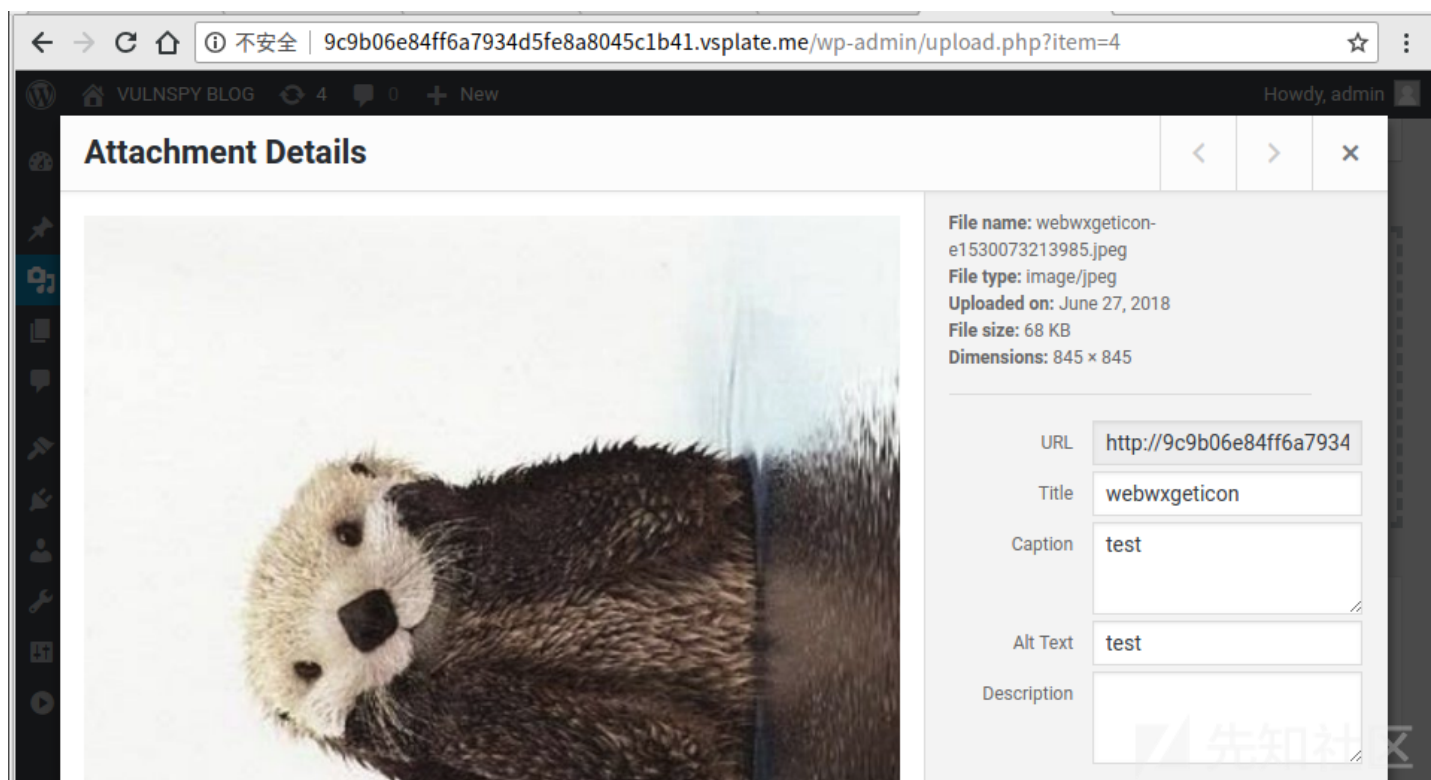 不安全 | 9c9b06e84ff6a7934d5fe8a8045c1b41.vsplate.me/wp-admin/upload.php?item=4
VULNSPY BLOG 4 0 New Howdy, admin
Attachment Details
File name: webwxgeticon-
e1530073213985.jpeg
File type: image/jpeg
Uploaded on: June 27, 2018
File size: 68 KB
Dimensions: 845 × 845
URL http://9c9b06e84ff6a7934
Title webwxgeticon
Caption test
Alt Text test
Description
先知社区